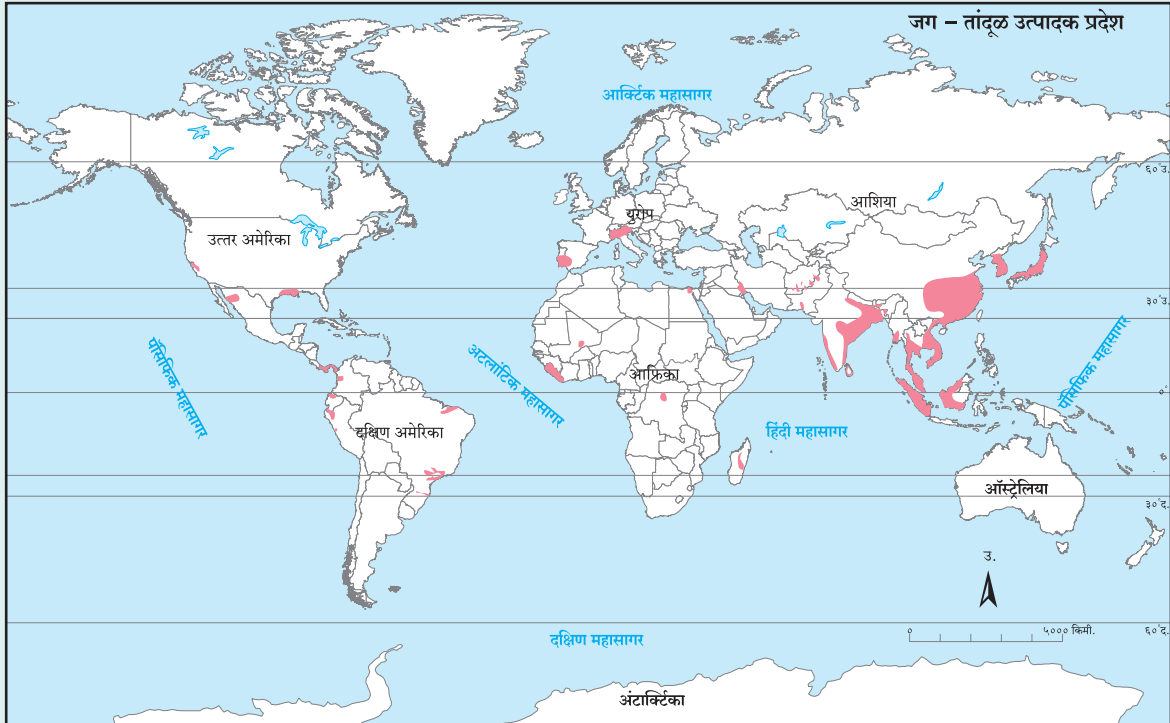 जग – तांदूळ उत्पादक प्रदेश
आर्क्टिक महासागर
६०°उ.
आशिया
युरोप
उत्तर अमेरिका
३०°उ.
पॅसिफिक महासागर
अटलांटिक महासागर
पॅसिफिक महासागर
आफ्रिका
०°
दक्षिण अमेरिका
हिंदी महासागर
ऑस्ट्रेलिया
३०°द.
उ.
० ५००० किमी.
६०°द.
दक्षिण महासागर
अंटार्क्टिका